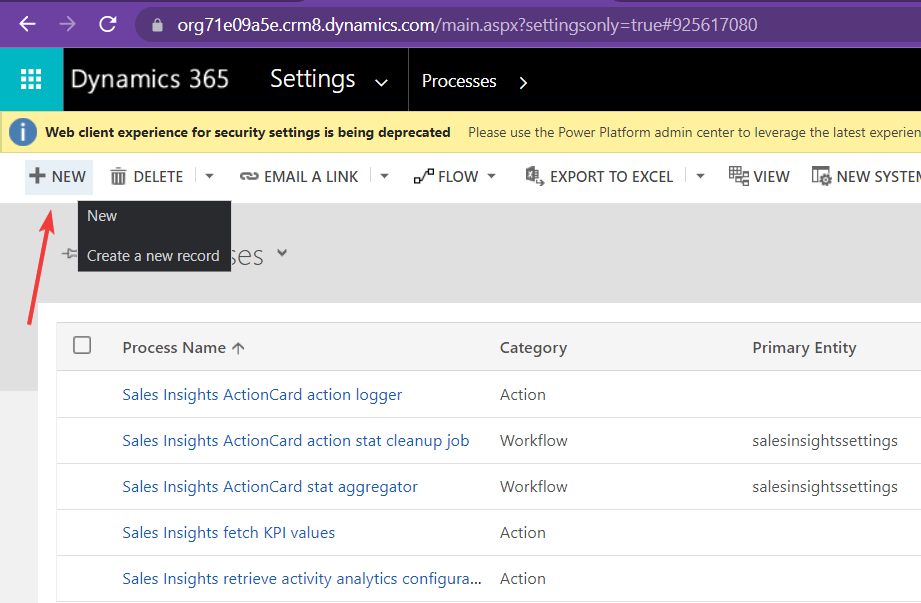 org71e09a5e.crm8.dynamics.com/main.aspx?settingsonly=true#925617080
Dynamics 365 Settings Processes
i Web client experience for security settings is being deprecated Please use the Power Platform admin center to leverage the latest experien
NEW DELETE EMAIL A LINK FLOW EXPORT TO EXCEL VIEW NEW SYSTEM
New
Create a new record
ses
Process Name Category Primary Entity
Sales Insights ActionCard action logger Action
Sales Insights ActionCard action stat cleanup job Workflow salesinsightssettings
Sales Insights ActionCard stat aggregator Workflow salesinsightssettings
Sales Insights fetch KPI values Action
Sales Insights retrieve activity analytics configura... Action